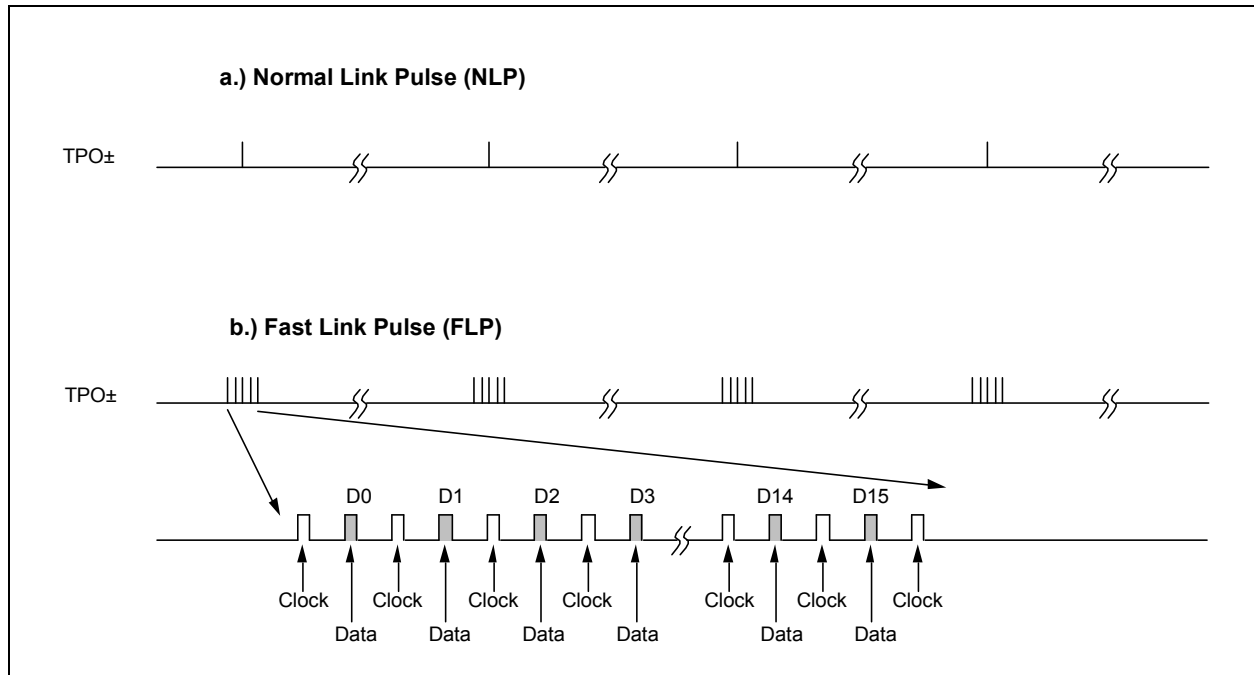 a.) Normal Link Pulse (NLP)
TPO±
b.) Fast Link Pulse (FLP)
TPO±
D0 D1 D2 D3 D14 D15
Clock Clock Clock Clock Clock Clock Clock
Data Data Data Data Data Data